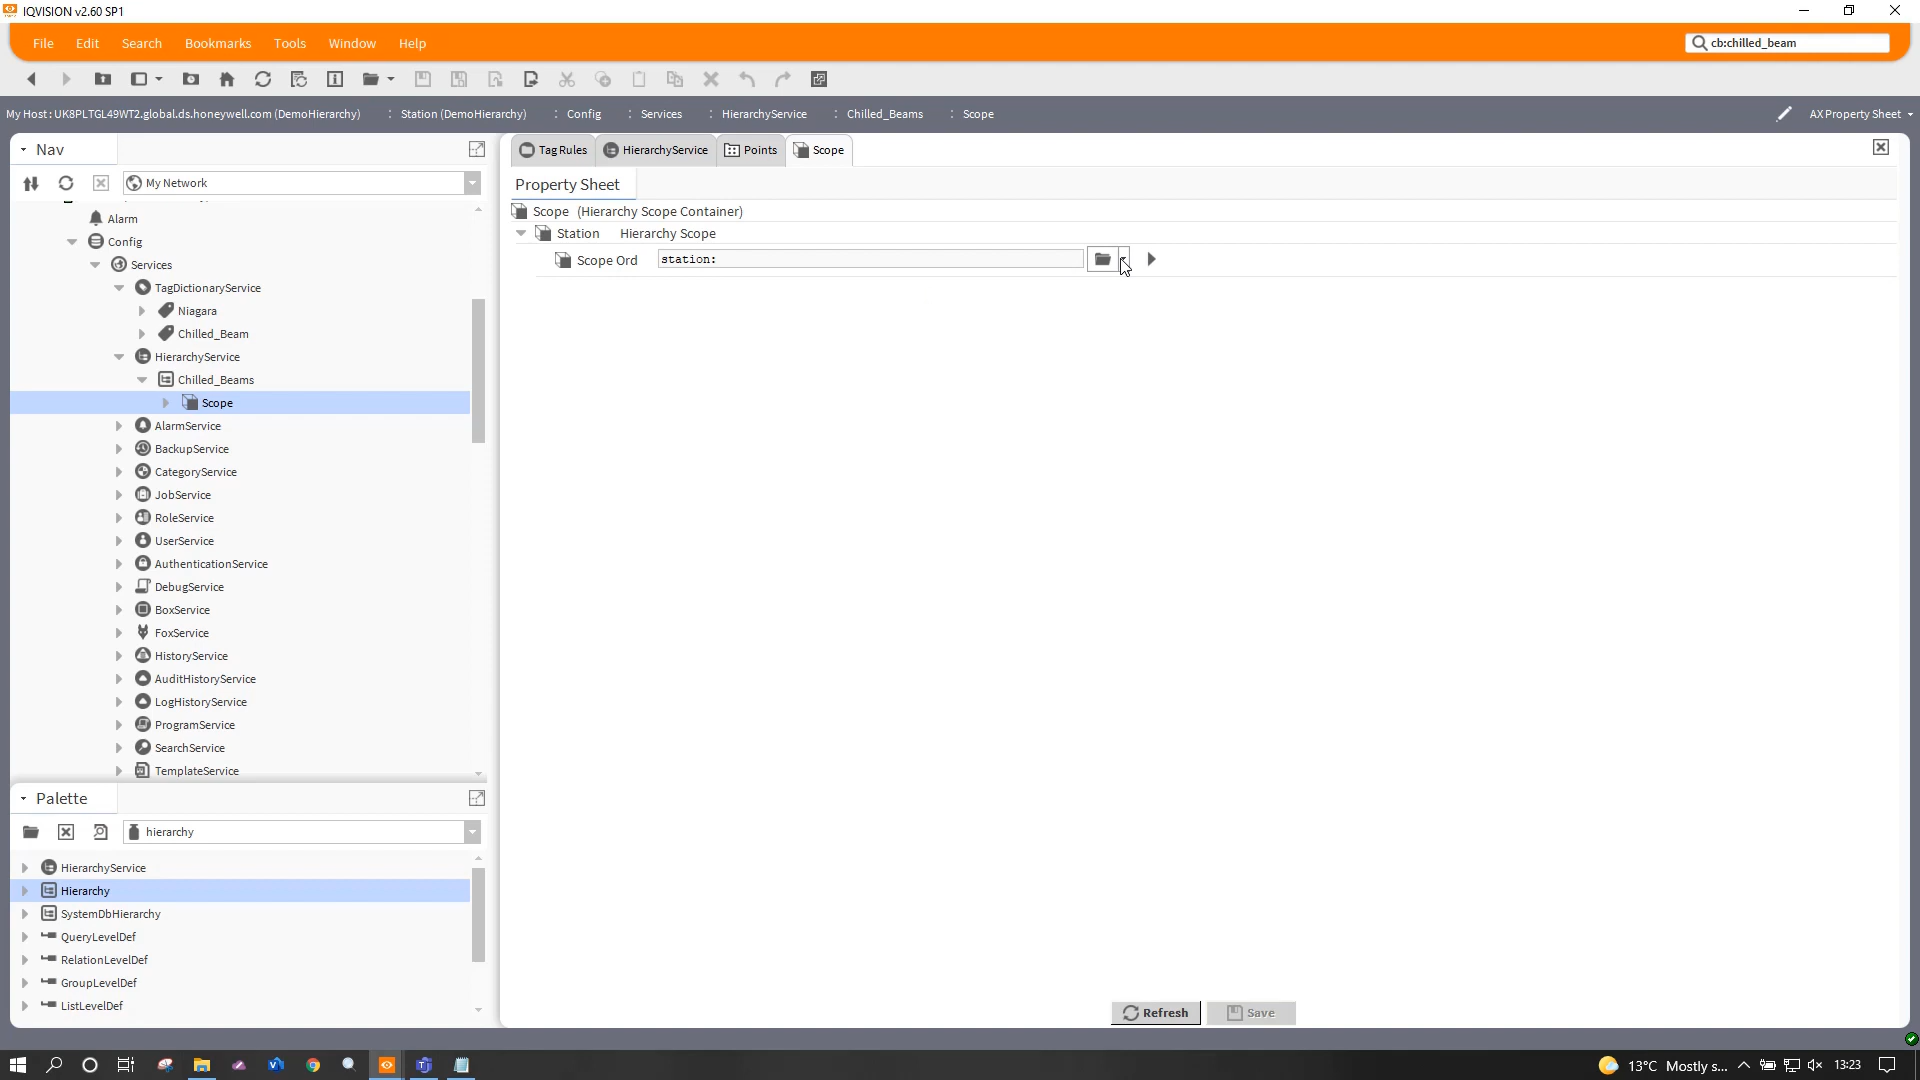 IQVISION v2.60 SP1
File Edit Search Bookmarks Tools Window Help
cb:chilled_beam
My Host : UK8PLTGL49WT2.global.ds.honeywell.com (DemoHierarchy) : Station (DemoHierarchy) : Config : Services : HierarchyService : Chilled_Beams : Scope
AX Property Sheet
Nav
My Network
Alarm
Config
Services
TagDictionaryService
Niagara
Chilled_Beam
HierarchyService
Chilled_Beams
Scope
AlarmService
BackupService
CategoryService
JobService
RoleService
UserService
AuthenticationService
DebugService
BoxService
FoxService
HistoryService
AuditHistoryService
LogHistoryService
ProgramService
SearchService
TemplateService
Palette
hierarchy
HierarchyService
Hierarchy
SystemDbHierarchy
QueryLevelDef
RelationLevelDef
GroupLevelDef
ListLevelDef
Tag Rules HierarchyService Points Scope
Property Sheet
Scope (Hierarchy Scope Container)
Station Hierarchy Scope
Scope Ord station:
Refresh Save
13°C Mostly s... 13:23